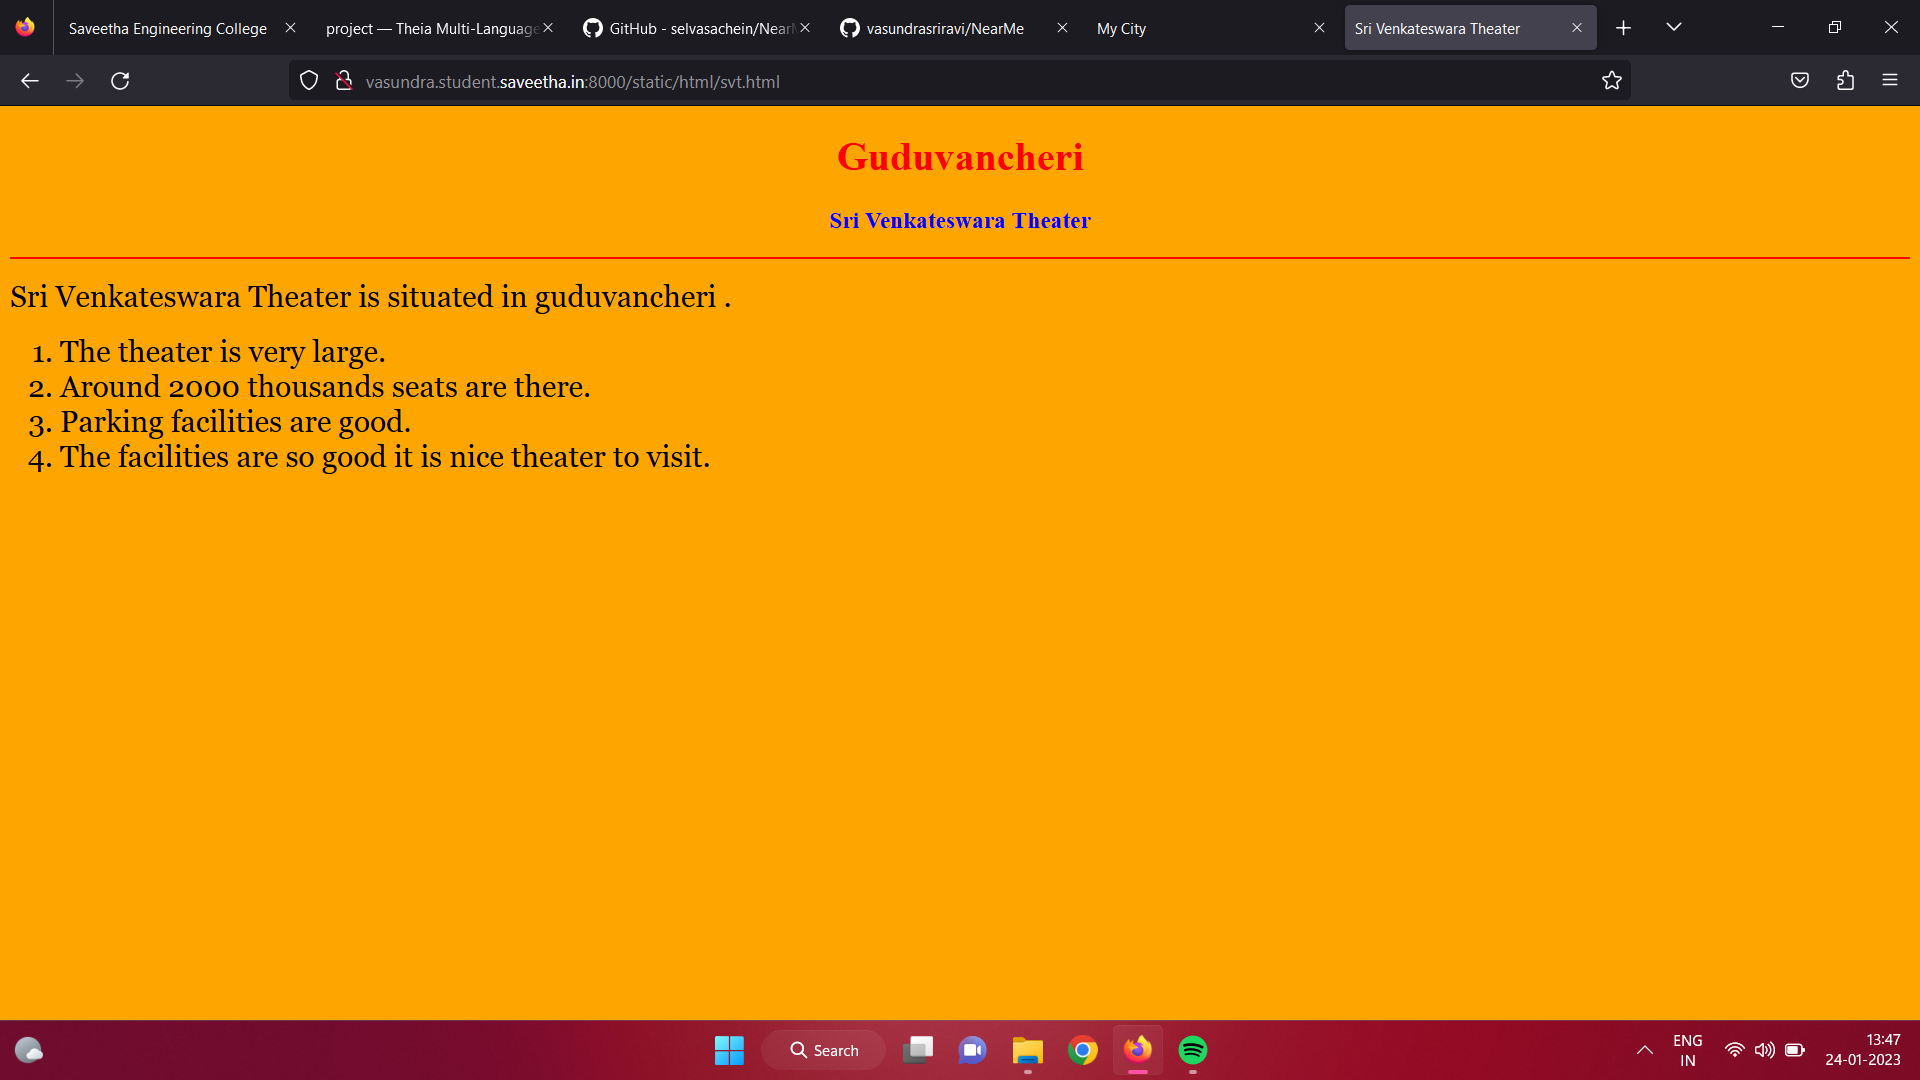 Saveetha Engineering College
project — Theia Multi-Language
GitHub - selvasachein/Near
vasundrasriravi/NearMe
My City
Sri Venkateswara Theater
vasundra.student.saveetha.in:8000/static/html/svt.html
Guduvancheri
Sri Venkateswara Theater
Sri Venkateswara Theater is situated in guduvancheri .
1. The theater is very large.
2. Around 2000 thousands seats are there.
3. Parking facilities are good.
4. The facilities are so good it is nice theater to visit.
Search
ENG
IN
13:47
24-01-2023